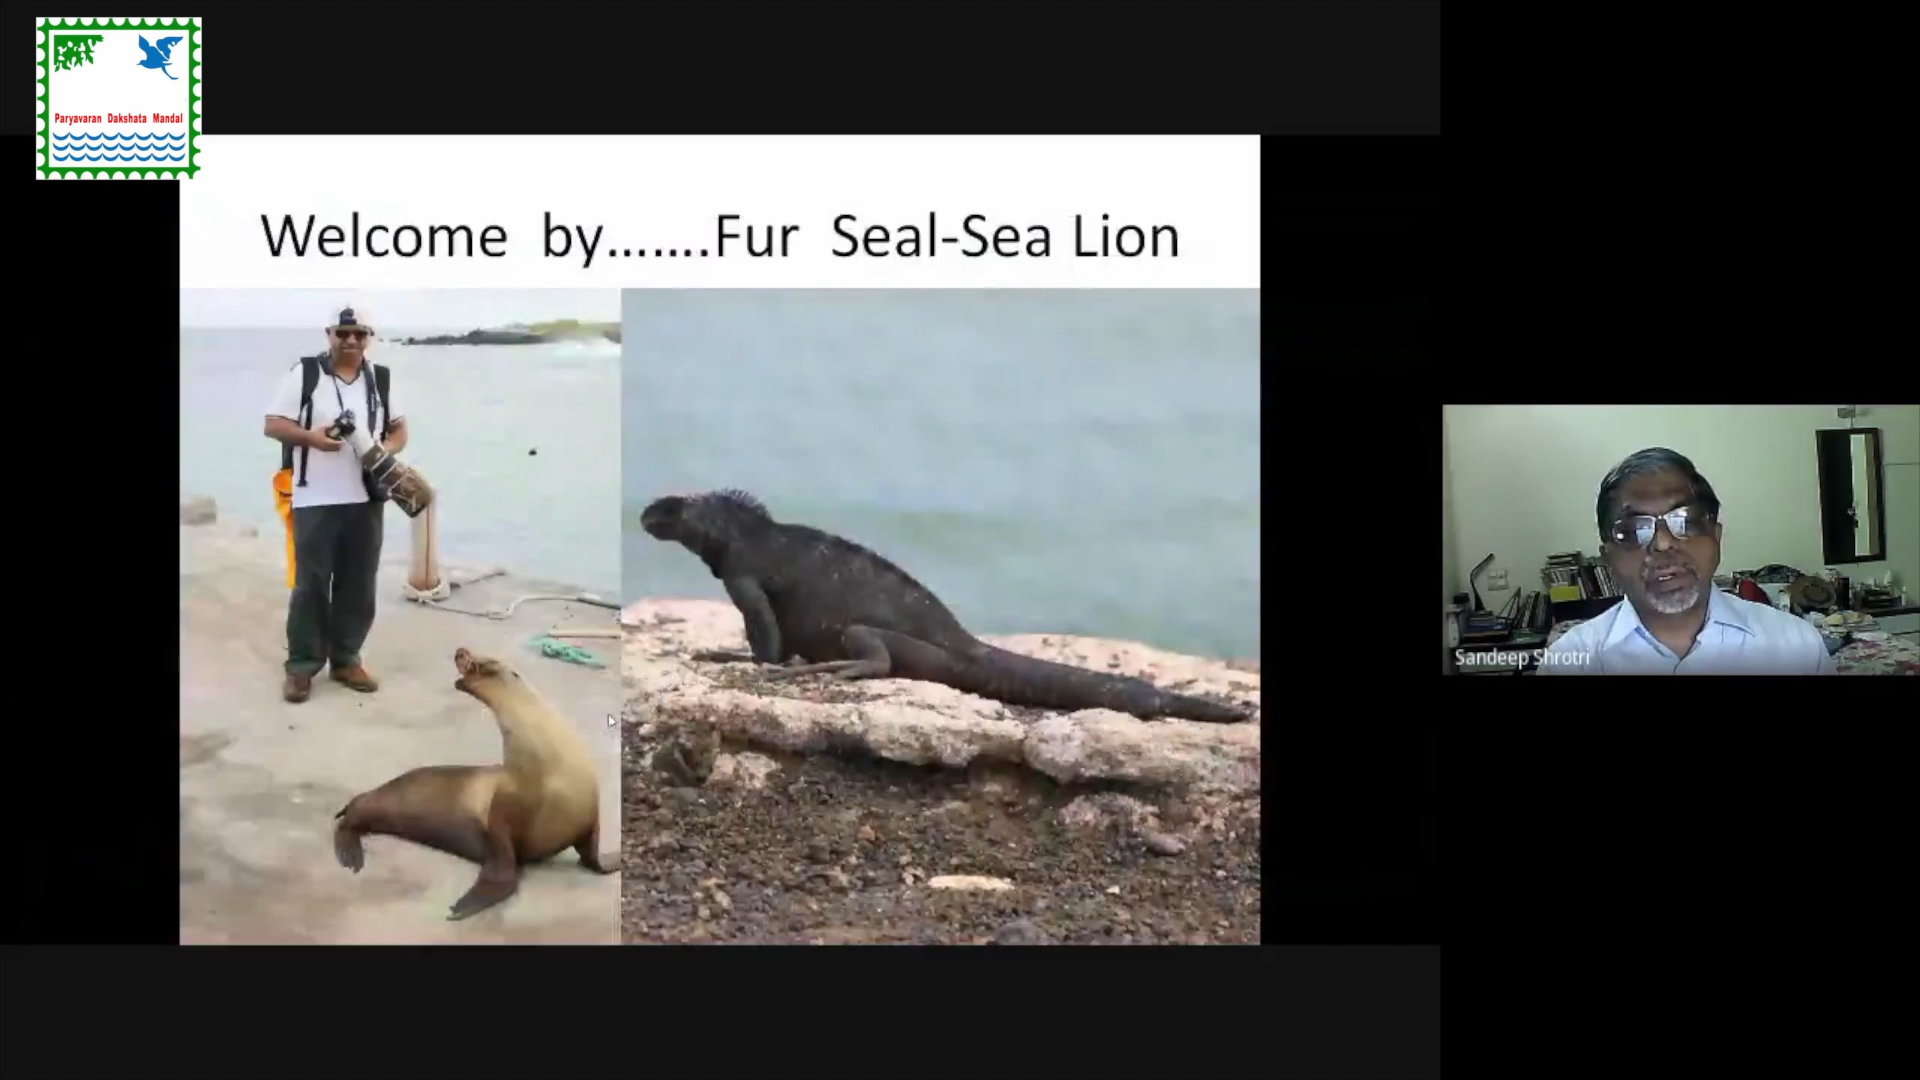 Paryavaran Dakshata Mandal
Welcome by.......Fur Seal-Sea Lion
Sandeep Shrotri